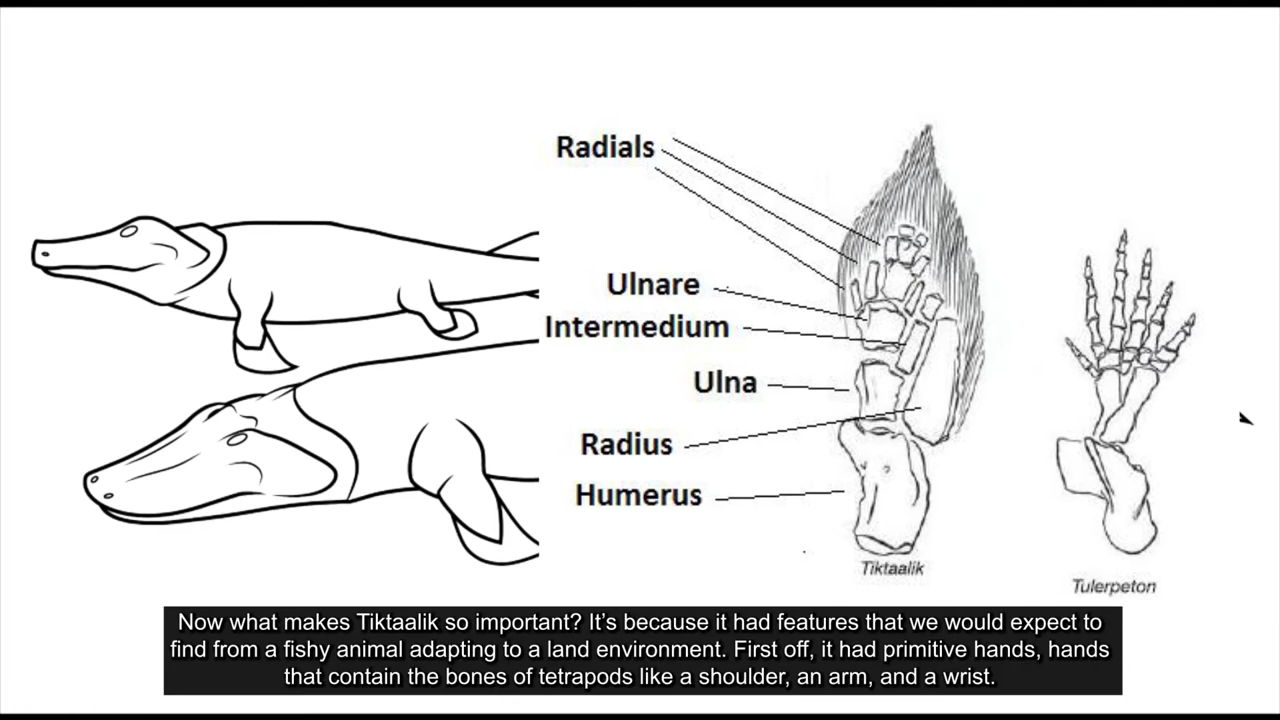 Radials
Ulnare
Intermedium
Ulna
Radius
Humerus
Tiktaalik
Tulerpeton
Now what makes Tiktaalik so important? It’s because it had features that we would expect to
find from a fishy animal adapting to a land environment. First off, it had primitive hands, hands
that contain the bones of tetrapods like a shoulder, an arm, and a wrist.